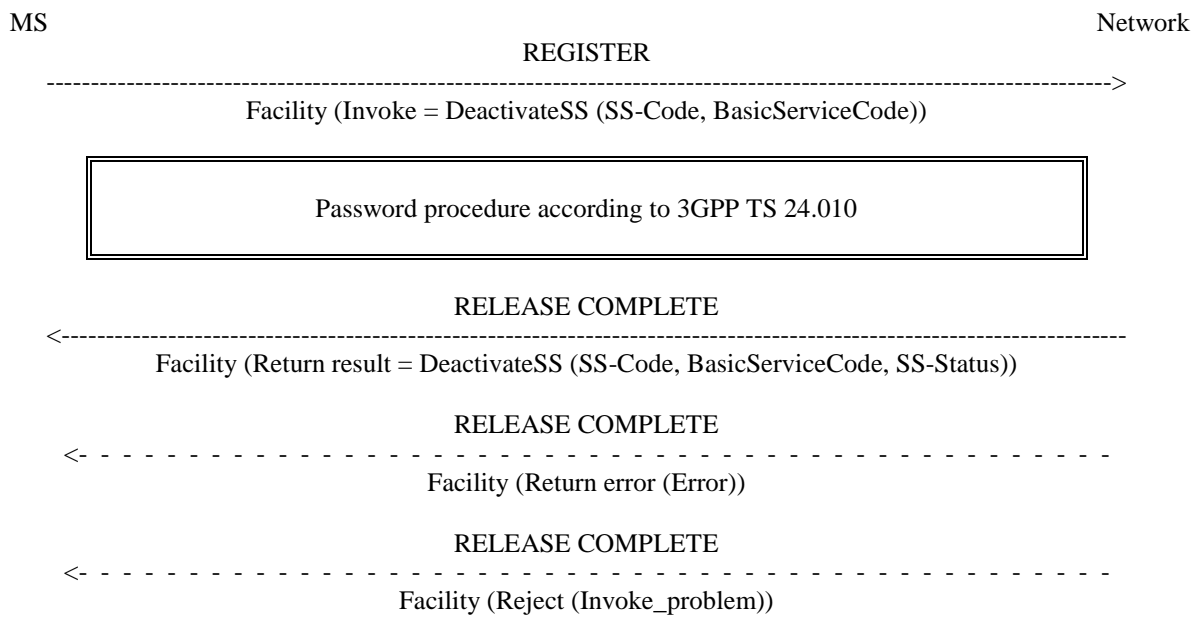 MS Network
REGISTER
Facility (Invoke = DeactivateSS (SS-Code, BasicServiceCode))
Password procedure according to 3GPP TS 24.010
RELEASE COMPLETE
Facility (Return result = DeactivateSS (SS-Code, BasicServiceCode, SS-Status))
RELEASE COMPLETE
Facility (Return error (Error))
RELEASE COMPLETE
Facility (Reject (Invoke_problem))